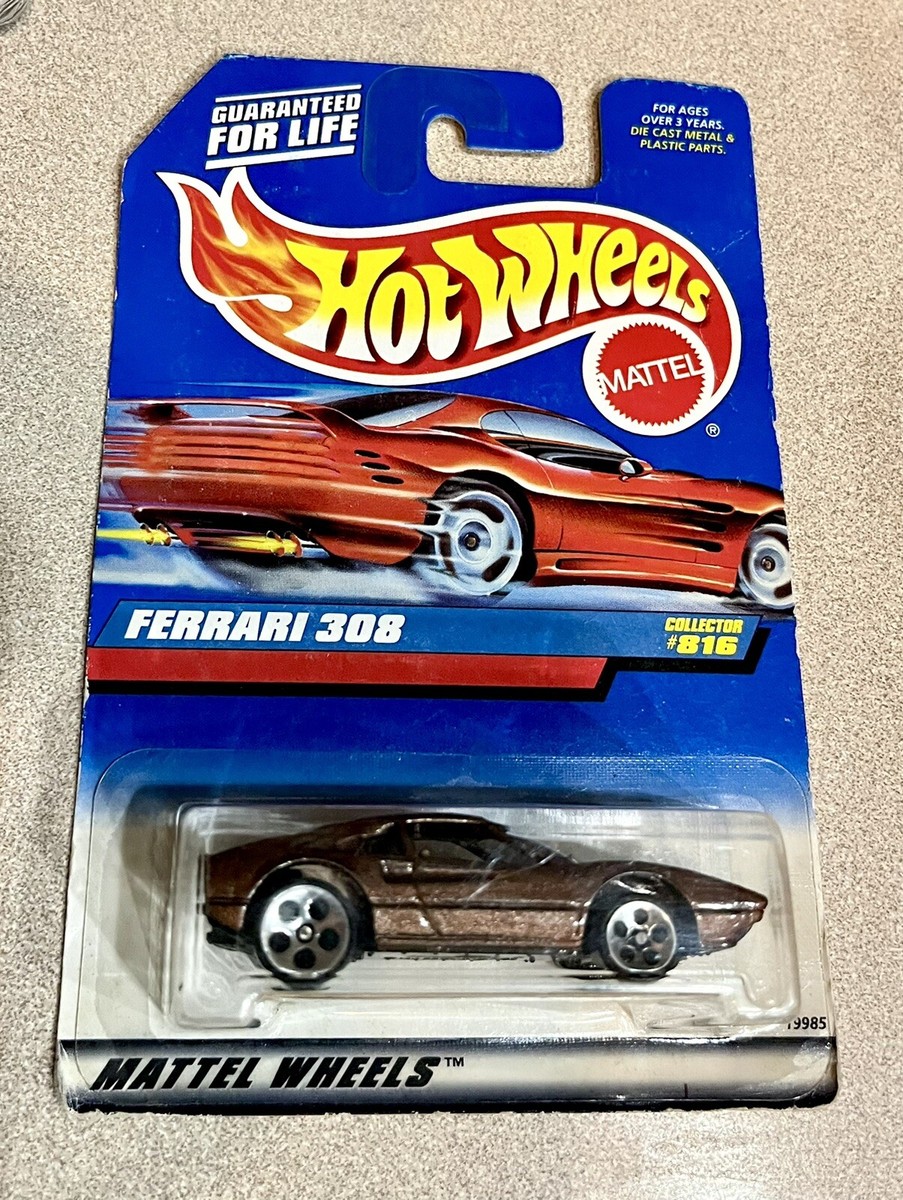 GUARANTEED
FOR LIFE
FOR AGES
OVER 3 YEARS.
DIE CAST METAL &
PLASTIC PARTS.
HOT WHEELS
MATTEL
®
FERRARI 308
COLLECTOR
#816
19985
MATTEL WHEELS™